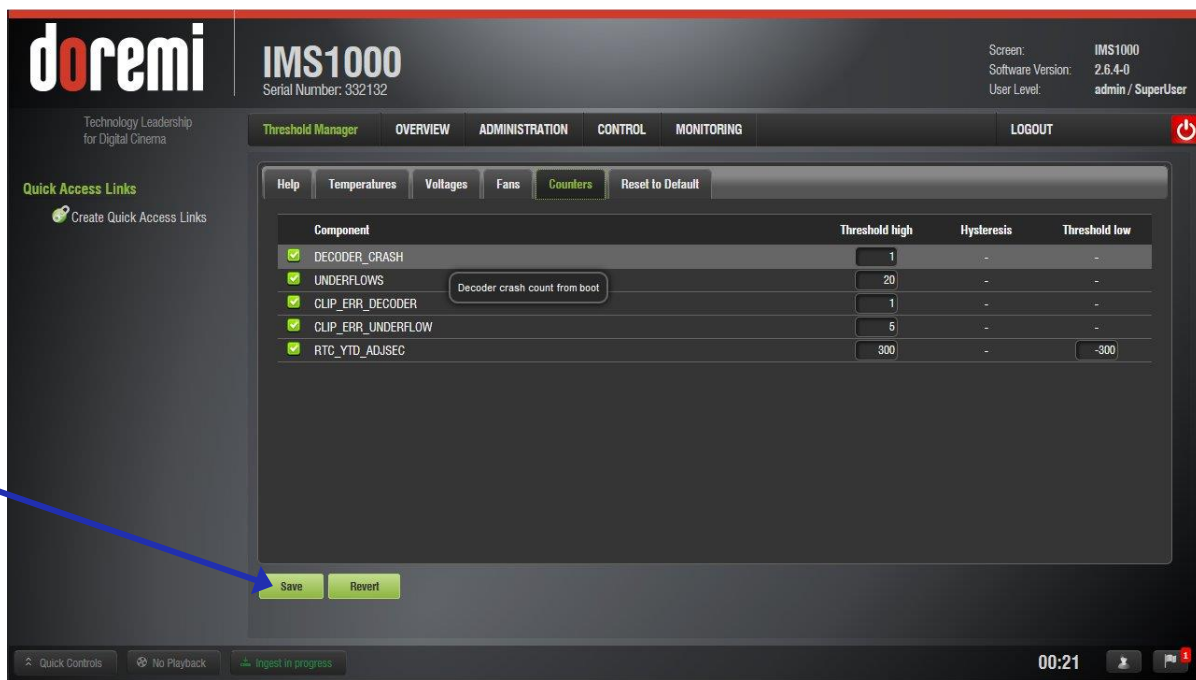 doremi
Technology Leadership
for Digital Cinema
IMS1000
Serial Number: 332132
Screen: IMS1000
Software Version: 2.6.4-0
User Level: admin / SuperUser
Threshold Manager OVERVIEW ADMINISTRATION CONTROL MONITORING LOGOUT
Quick Access Links
Create Quick Access Links
Help Temperatures Voltages Fans Counters Reset to Default
Component Threshold high Hysteresis Threshold low
DECODER_CRASH 1 - -
UNDERFLOWS 20 - -
Decoder crash count from boot
CLIP_ERR_DECODER 1 - -
CLIP_ERR_UNDERFLOW 5 - -
RTC_YTD_ADJSEC 300 - -300
Save Revert
Quick Controls No Playback Ingest in progress 00:21 1